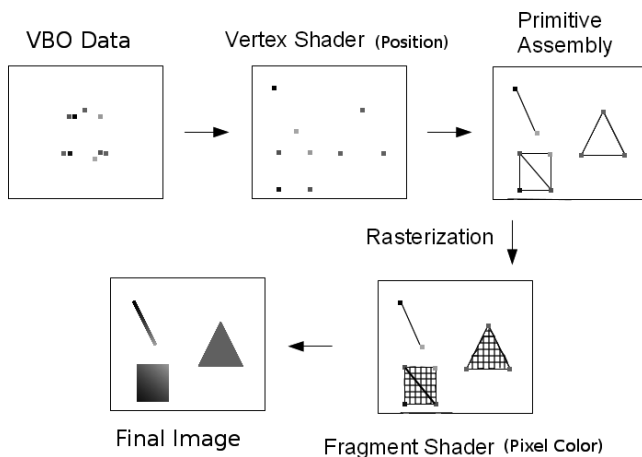 VBO Data
Vertex Shader (Position)
Primitive
Assembly
Rasterization
Final Image
Fragment Shader (Pixel Color)